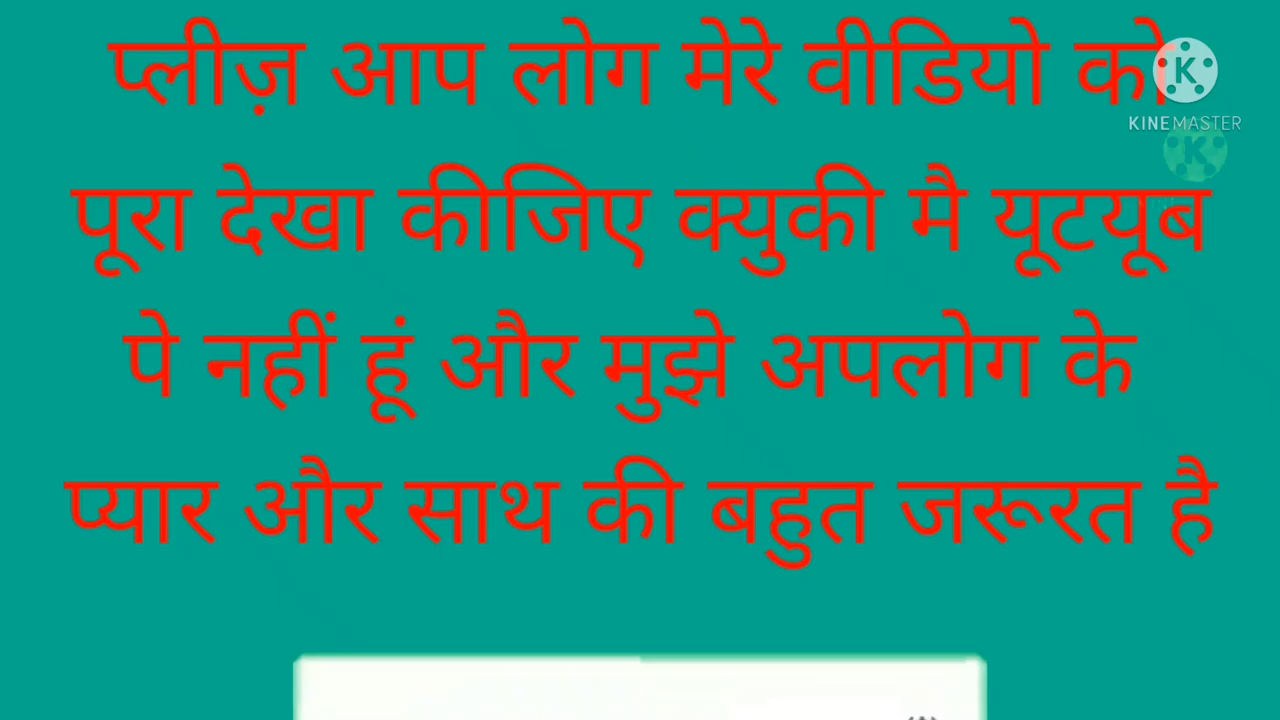 प्लीज़ आप लोग मेरे वीडियो को
पूरा देखा कीजिए क्युकी मै यूटयूब
पे नहीं हूं और मुझे अपलोग के
प्यार और साथ की बहुत जरूरत है
KINEMASTER